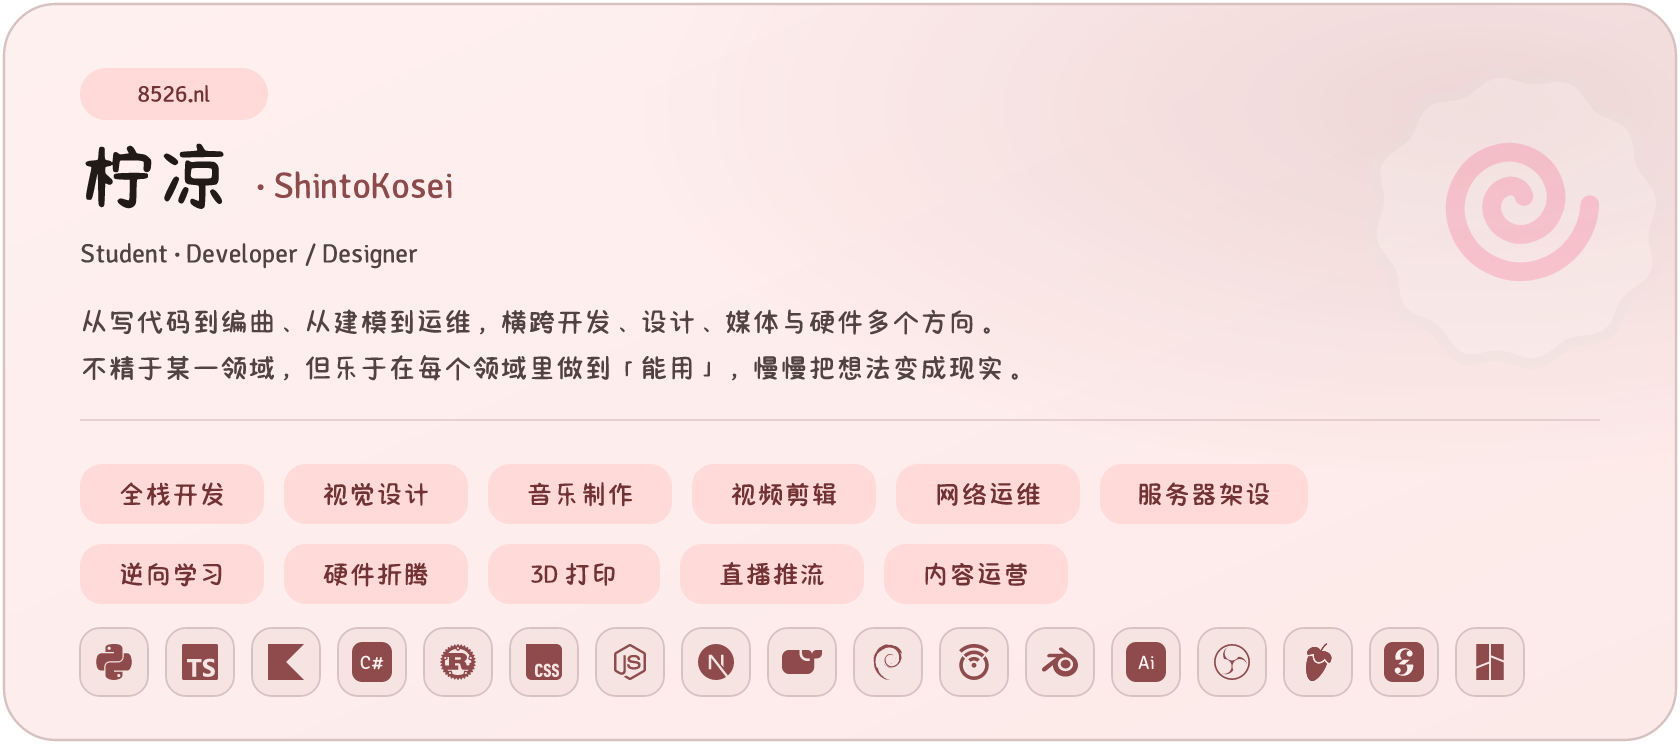 8526.nl
柠凉 · ShintoKosei
Student · Developer / Designer
从写代码到编曲、从建模到运维，横跨开发、设计、媒体与硬件多个方向。
不精于某一领域，但乐于在每个领域里做到「能用」，慢慢把想法变成现实。
全栈开发 视觉设计 音乐制作 视频剪辑 网络运维 服务器架设
逆向学习 硬件折腾 3D 打印 直播推流 内容运营
TS C# R CSS JS N Ai